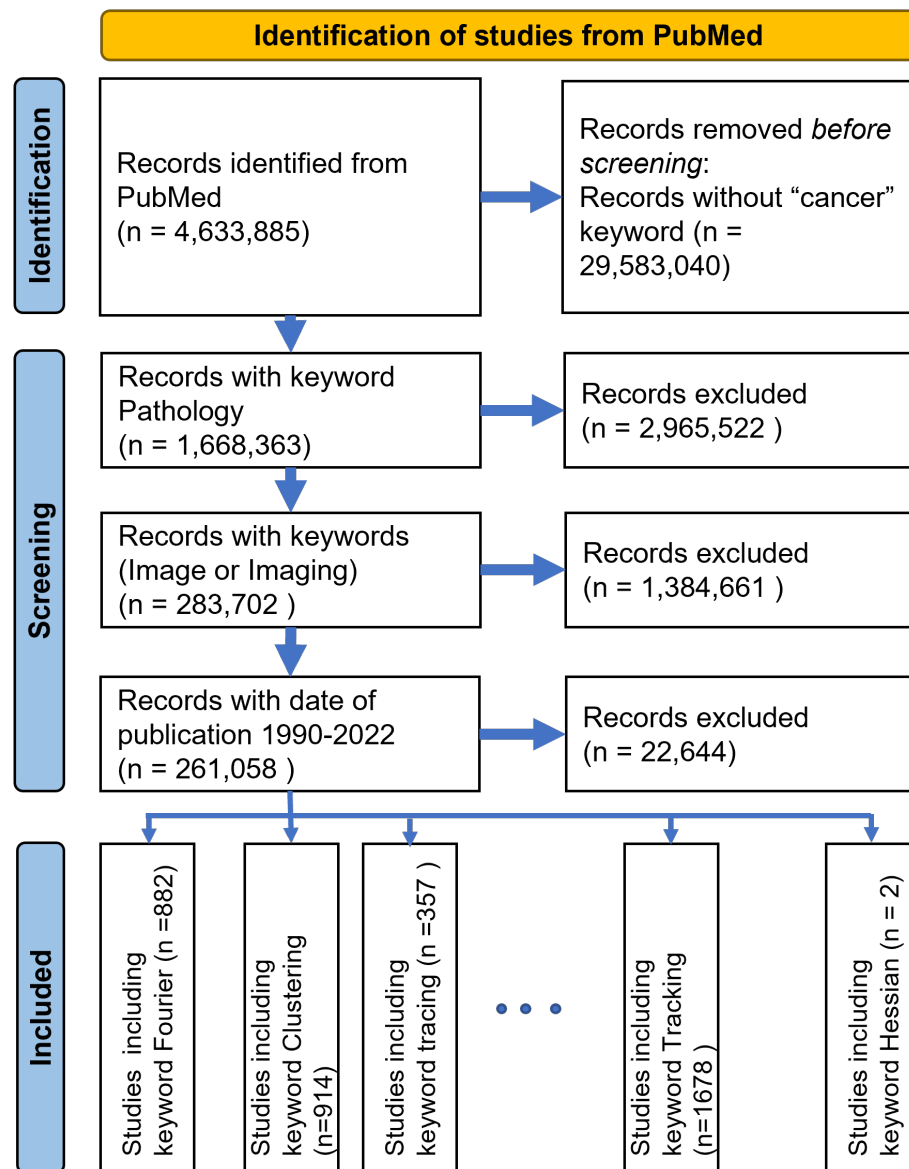 Identification of studies from PubMed
Identification
Records identified from
PubMed
(n = 4,633,885)
Records removed before
screening:
Records without “cancer”
keyword (n =
29,583,040)
Screening
Records with keyword
Pathology
(n = 1,668,363)
Records excluded
(n = 2,965,522 )
Records with keywords
(Image or Imaging)
(n = 283,702 )
Records excluded
(n = 1,384,661 )
Records with date of
publication 1990-2022
(n = 261,058 )
Records excluded
(n = 22,644)
Included
Studies including
keyword Fourier (n =882)
Studies including
keyword Clustering
(n=914)
Studies including
keyword tracing (n =357 )
• • •
Studies including
keyword Tracking
(n=1678)
Studies including
keyword Hessian (n = 2)